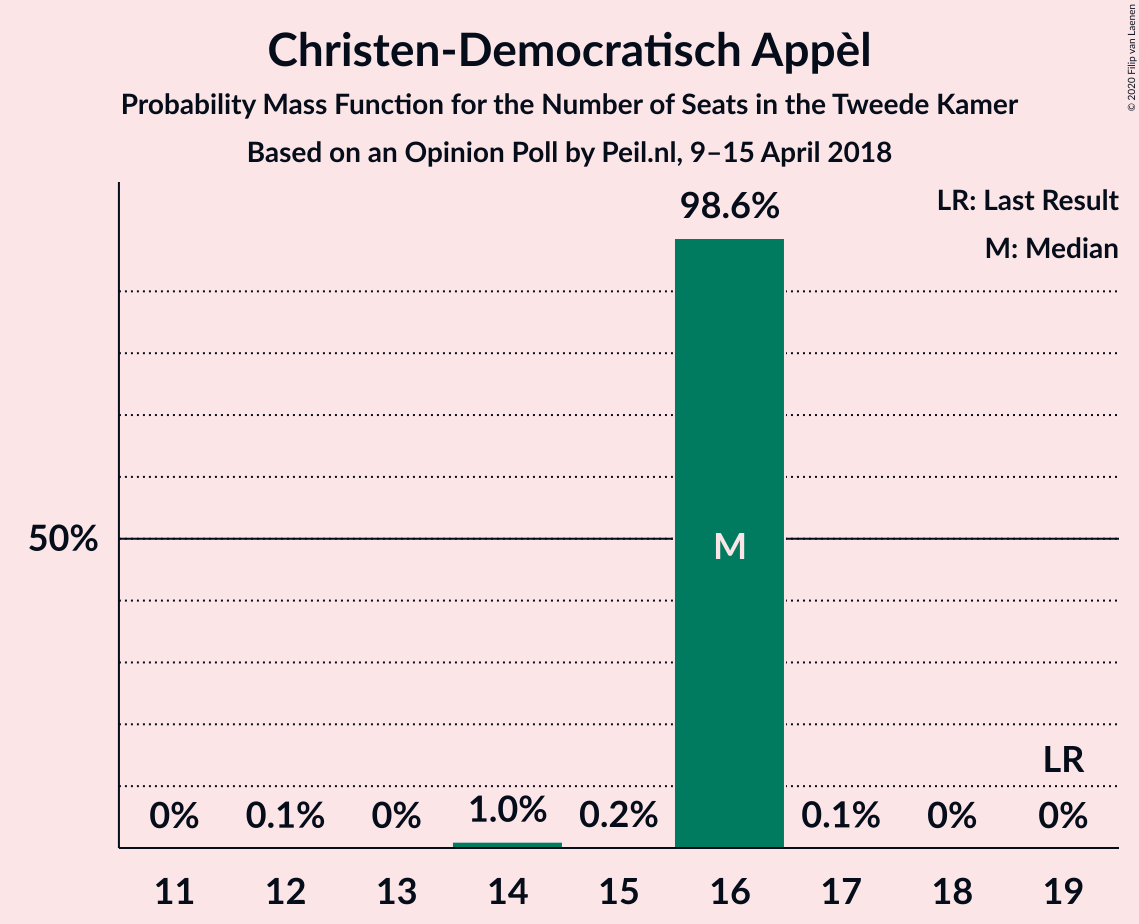 Christen-Democratisch Appèl
Probability Mass Function for the Number of Seats in the Tweede Kamer
Based on an Opinion Poll by Peil.nl, 9–15 April 2018
© 2020 Filip van Laenen
LR: Last Result
M: Median
98.6%
50%
M
LR
0% 0.1% 0% 1.0% 0.2% 0.1% 0% 0%
11 12 13 14 15 16 17 18 19